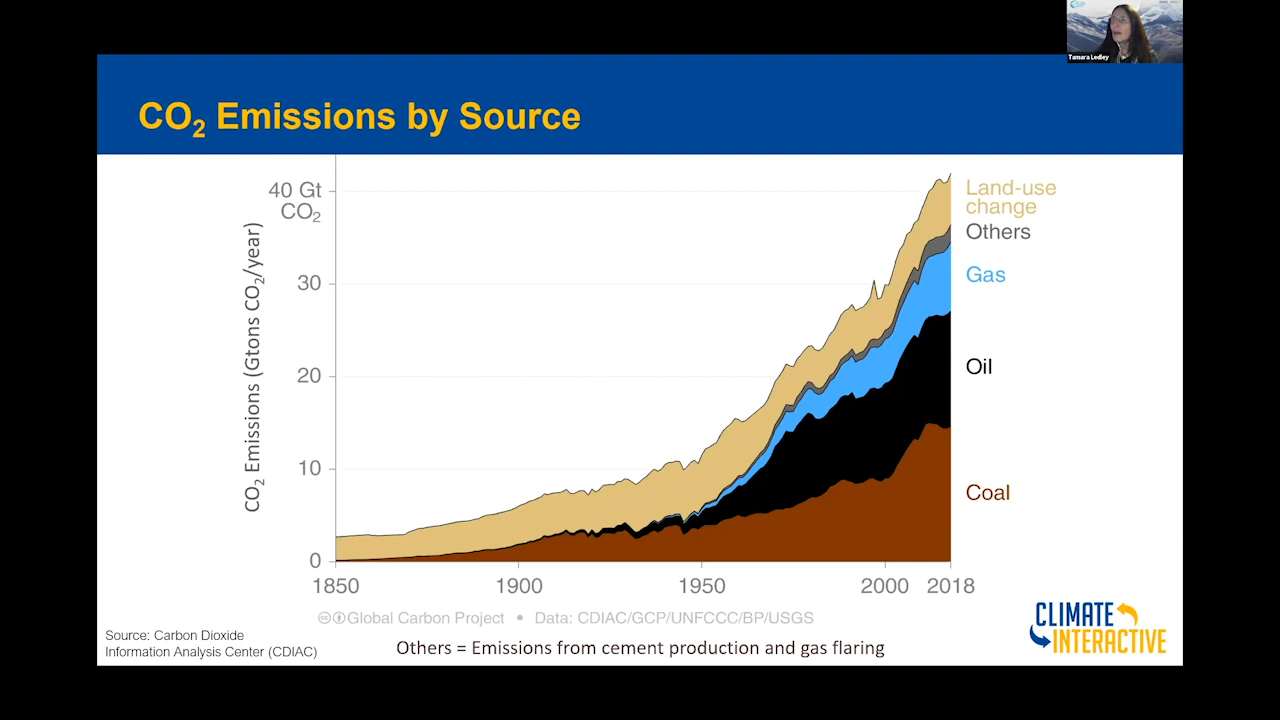 Tamara Ledley
CO₂ Emissions by Source
40 Gt
CO₂
30
20
10
0
CO₂ Emissions (Gtons CO₂/year)
1850
1900
1950
2000
2018
Land-use
change
Others
Gas
Oil
Coal
Global Carbon Project • Data: CDIAC/GCP/UNFCCC/BP/USGS
Source: Carbon Dioxide
Information Analysis Center (CDIAC)
Others = Emissions from cement production and gas flaring
CLIMATE
INTERACTIVE